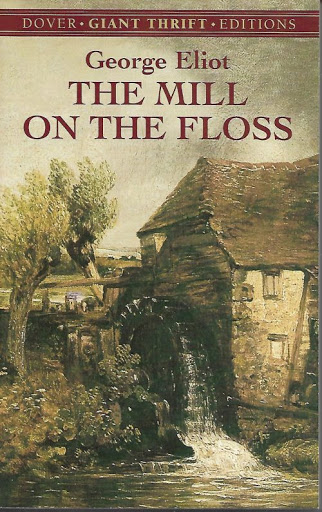 DOVER • GIANT THRIFT • EDITIONS
George Eliot
THE MILL
ON THE FLOSS